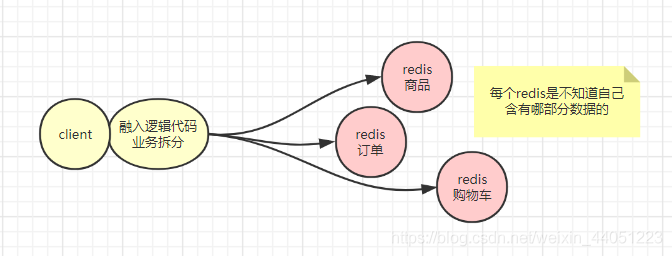 client
融入逻辑代码
业务拆分
redis
商品
redis
订单
redis
购物车
每个redis是不知道自己
含有哪部分数据的
https://blog.csdn.net/weixin_44051223